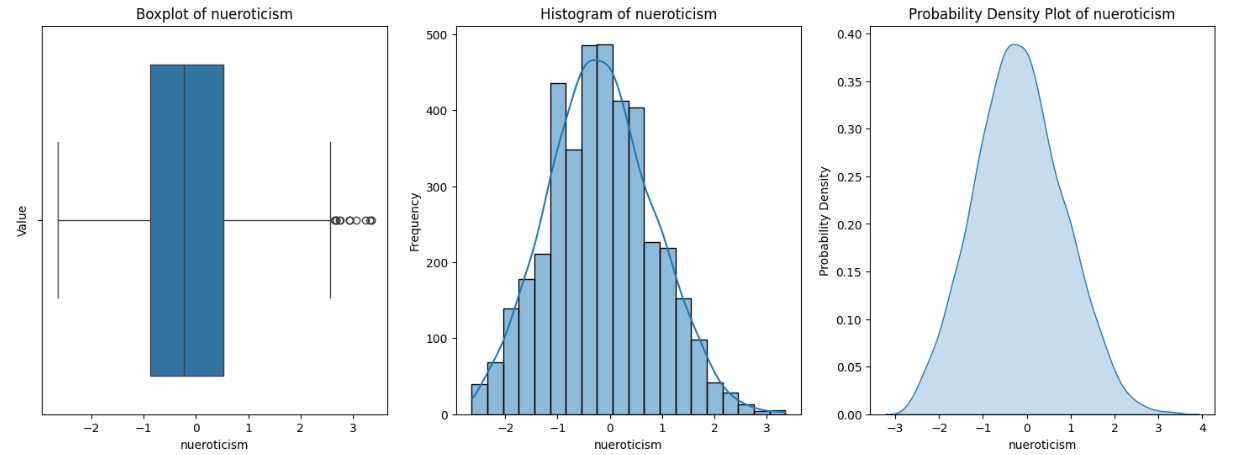 Boxplot of nueroticism
Value
−2 −1 0 1 2 3
nueroticism
Histogram of nueroticism
Frequency
500
400
300
200
100
0
−2 −1 0 1 2 3
nueroticism
Probability Density Plot of nueroticism
Probability Density
0.40
0.35
0.30
0.25
0.20
0.15
0.10
0.05
0.00
−3 −2 −1 0 1 2 3 4
nueroticism